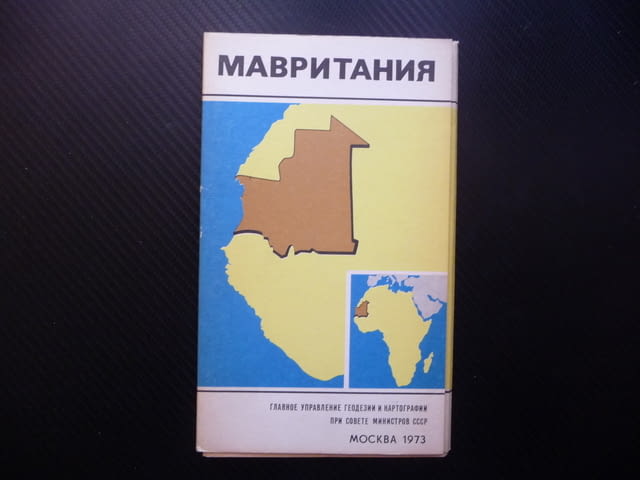 МАВРИТАНИЯ
ГЛАВНОЕ УПРАВЛЕНИЕ ГЕОДЕЗИИ И КАРТОГРАФИИ
ПРИ СОВЕТЕ МИНИСТРОВ СССР
МОСКВА 1973